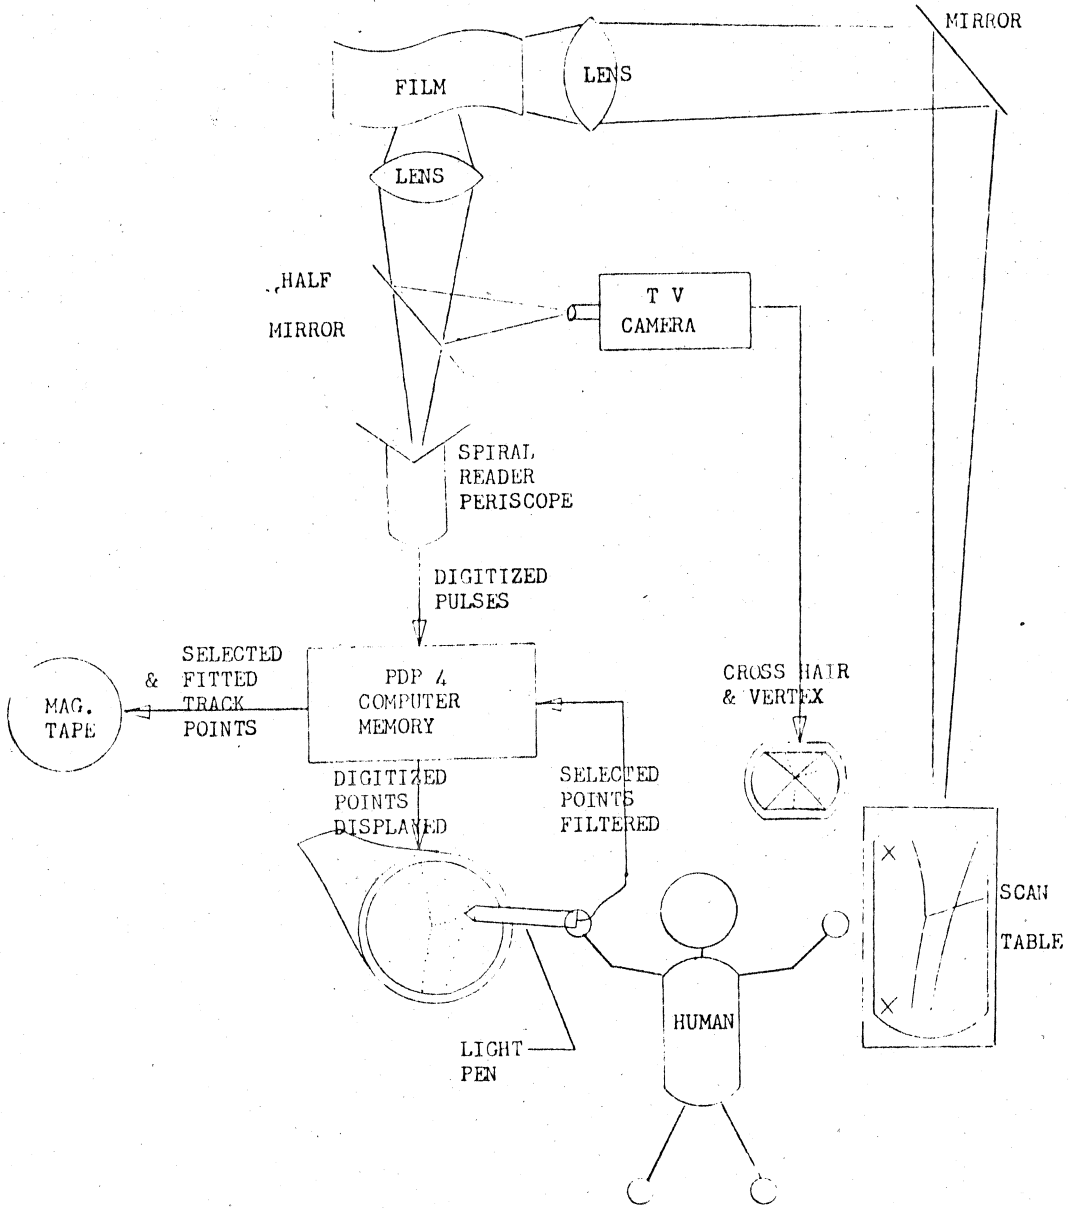 MIRROR
FILM
LENS
LENS
HALF
MIRROR
T V
CAMERA
SPIRAL
READER
PERISCOPE
DIGITIZED
PULSES
SELECTED
& FITTED
TRACK
POINTS
MAG.
TAPE
PDP 4
COMPUTER
MEMORY
CROSS HAIR
& VERTEX
DIGITIZED
POINTS
DISPLAYED
SELECTED
POINTS
FILTERED
SCAN
TABLE
HUMAN
LIGHT
PEN